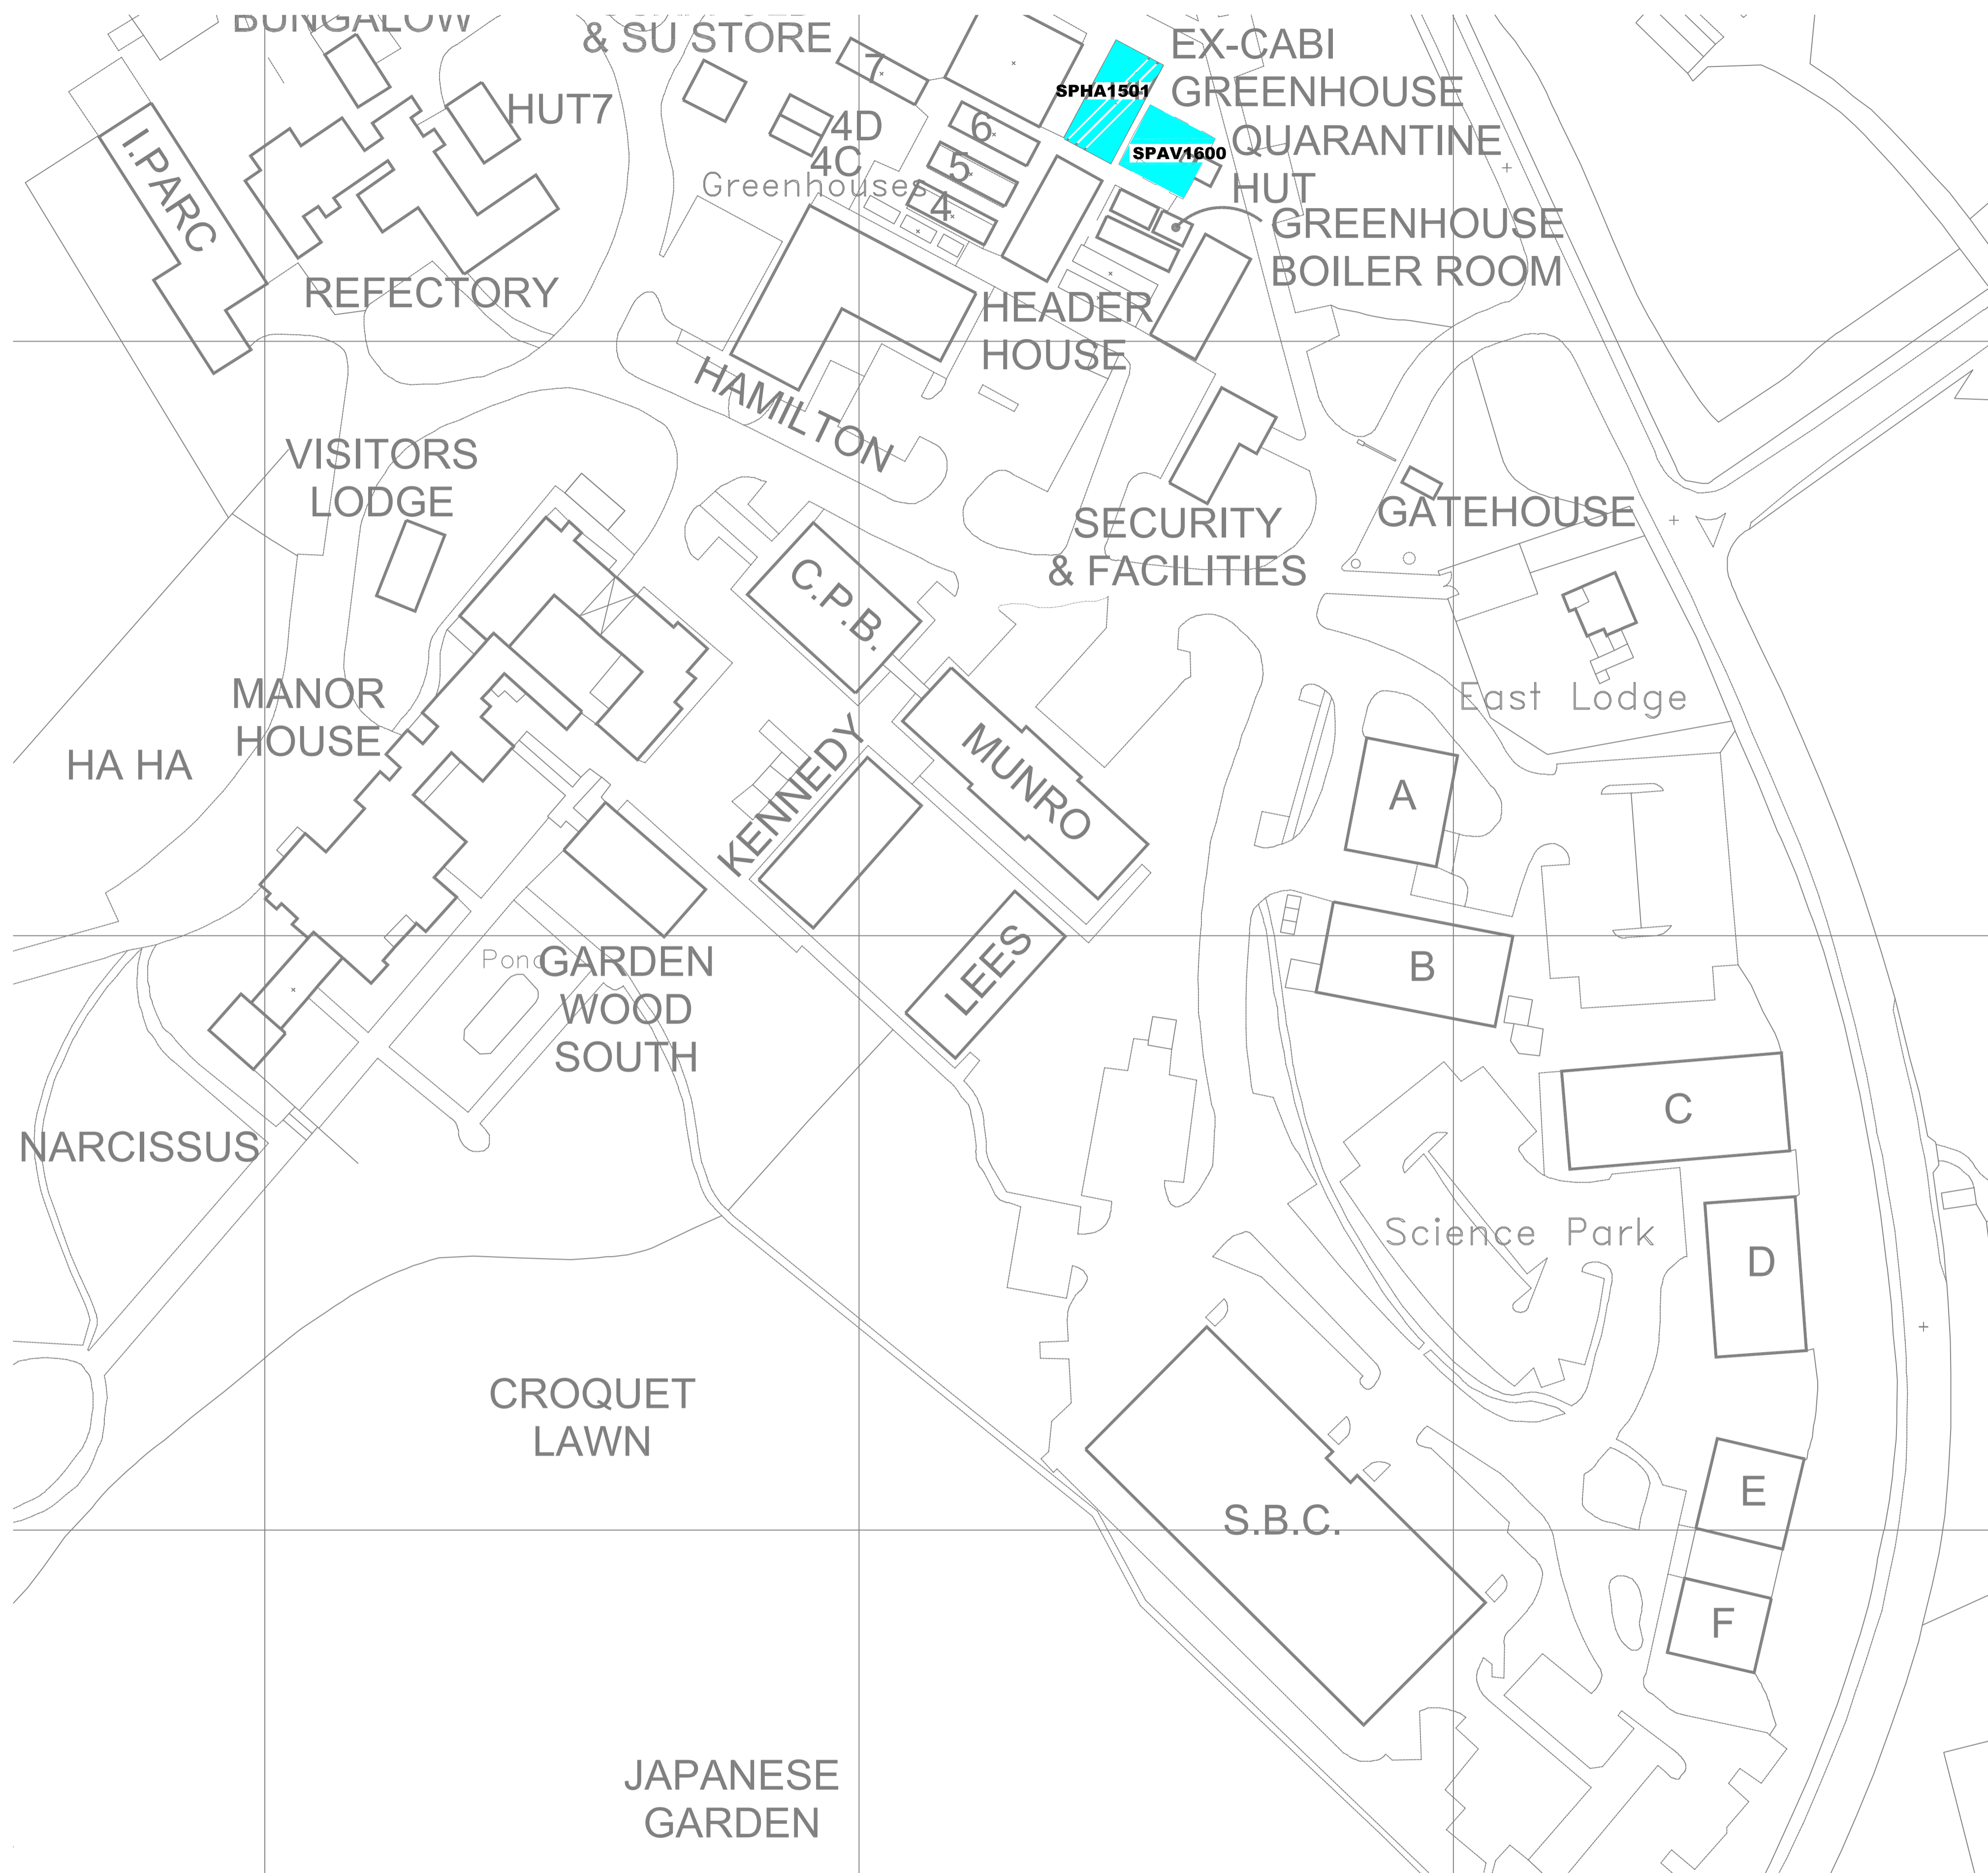 BUNGALOW
& SU STORE
EX-CABI
GREENHOUSE
7
SPHA1501
HUT7
4D
4C
6
5
4
QUARANTINE
HUT
SPAV1600
I.PARC
Greenhouses
GREENHOUSE
BOILER ROOM
REFECTORY
HEADER
HOUSE
HAMILTON
VISITORS
LODGE
SECURITY
& FACILITIES
GATEHOUSE
C.P.B.
MANOR
HOUSE
East Lodge
HA HA
KENNEDY
MUNRO
A
LEES
B
Pond
GARDEN
WOOD
SOUTH
C
NARCISSUS
Science Park
D
CROQUET
LAWN
E
S.B.C.
F
JAPANESE
GARDEN